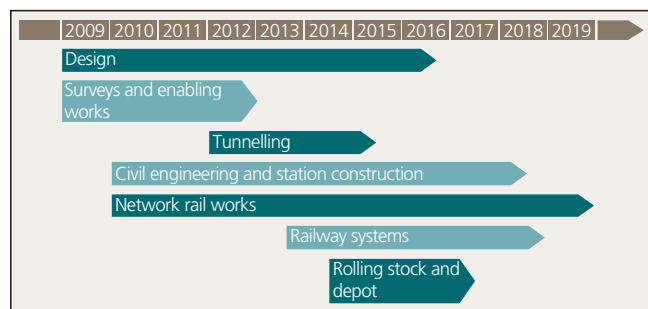 2009 2010 2011 2012 2013 2014 2015 2016 2017 2018 2019
Design
Surveys and enabling
works
Tunnelling
Civil engineering and station construction
Network rail works
Railway systems
Rolling stock and
depot